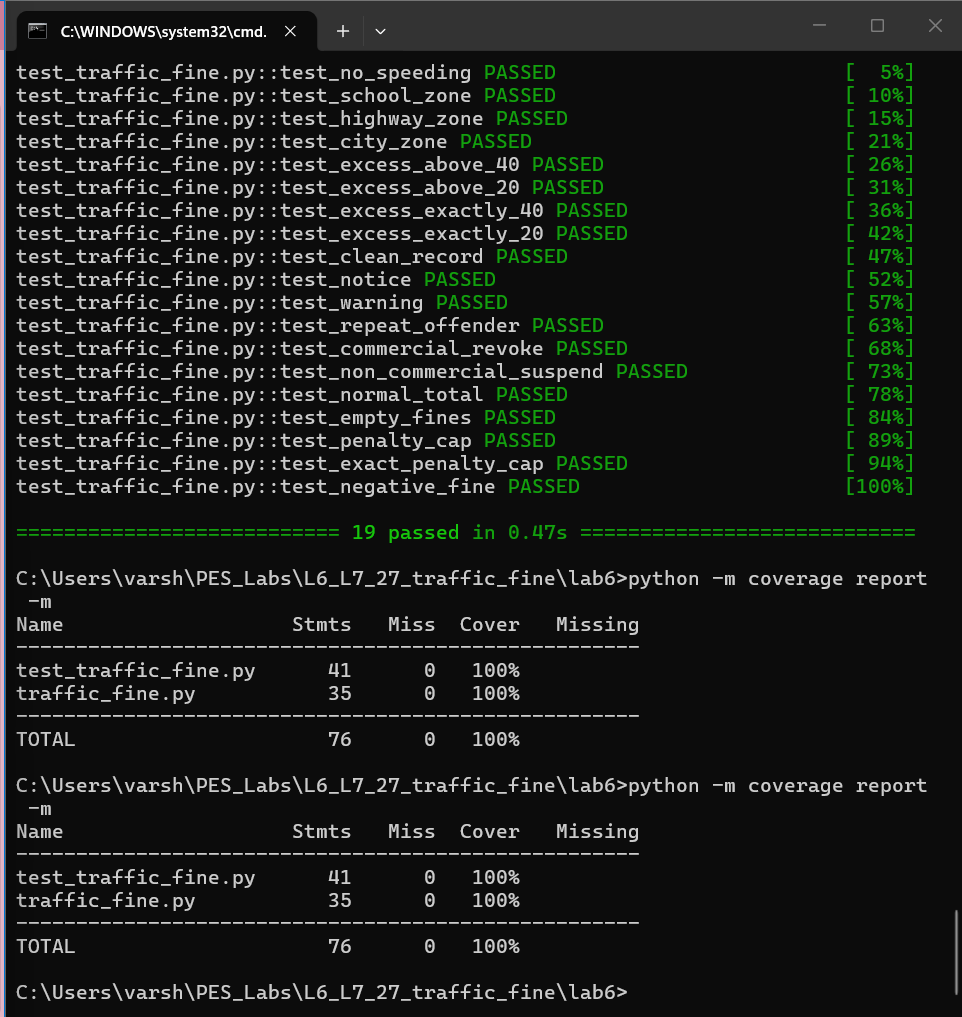 C:\WINDOWS\system32\cmd.
test_traffic_fine.py::test_no_speeding PASSED [  5%]
test_traffic_fine.py::test_school_zone PASSED [ 10%]
test_traffic_fine.py::test_highway_zone PASSED [ 15%]
test_traffic_fine.py::test_city_zone PASSED [ 21%]
test_traffic_fine.py::test_excess_above_40 PASSED [ 26%]
test_traffic_fine.py::test_excess_above_20 PASSED [ 31%]
test_traffic_fine.py::test_excess_exactly_40 PASSED [ 36%]
test_traffic_fine.py::test_excess_exactly_20 PASSED [ 42%]
test_traffic_fine.py::test_clean_record PASSED [ 47%]
test_traffic_fine.py::test_notice PASSED [ 52%]
test_traffic_fine.py::test_warning PASSED [ 57%]
test_traffic_fine.py::test_repeat_offender PASSED [ 63%]
test_traffic_fine.py::test_commercial_revoke PASSED [ 68%]
test_traffic_fine.py::test_non_commercial_suspend PASSED [ 73%]
test_traffic_fine.py::test_normal_total PASSED [ 78%]
test_traffic_fine.py::test_empty_fines PASSED [ 84%]
test_traffic_fine.py::test_penalty_cap PASSED [ 89%]
test_traffic_fine.py::test_exact_penalty_cap PASSED [ 94%]
test_traffic_fine.py::test_negative_fine PASSED [100%]
=========================== 19 passed in 0.47s ============================
C:\Users\varsh\PES_Labs\L6_L7_27_traffic_fine\lab6>python -m coverage report
-m
Name Stmts Miss Cover Missing
----------------------------------------------------
test_traffic_fine.py 41 0 100%
traffic_fine.py 35 0 100%
----------------------------------------------------
TOTAL 76 0 100%
C:\Users\varsh\PES_Labs\L6_L7_27_traffic_fine\lab6>python -m coverage report
-m
Name Stmts Miss Cover Missing
----------------------------------------------------
test_traffic_fine.py 41 0 100%
traffic_fine.py 35 0 100%
----------------------------------------------------
TOTAL 76 0 100%
C:\Users\varsh\PES_Labs\L6_L7_27_traffic_fine\lab6>